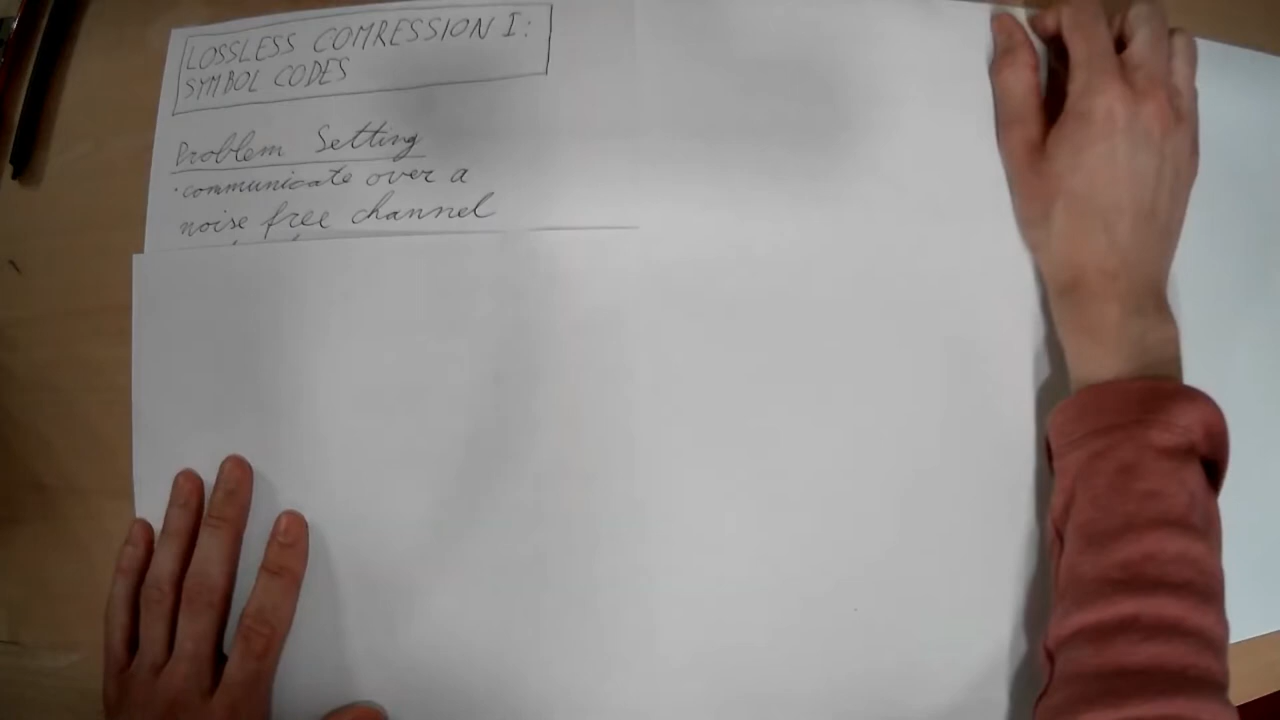 LOSSLESS COMRESSION I:
SYMBOL CODES
Problem Setting
· communicate over a
noise free channel